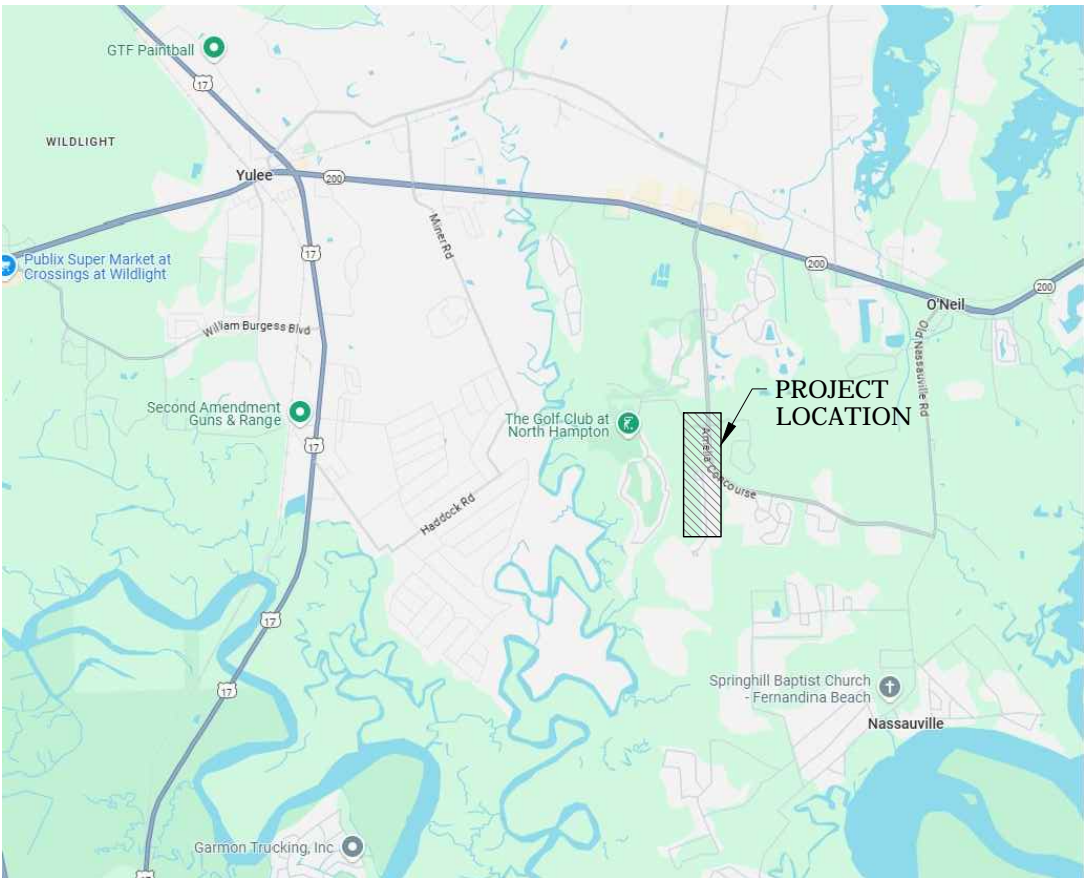 GTF Paintball
17
WILDLIGHT
Yulee
200
Miner Rd
17
Publix Super Market at
Crossings at Wildlight
200
200
O'Neil
William Burgess Blvd
Old Nassauville Rd
PROJECT
LOCATION
Second Amendment
Guns & Range
The Golf Club at
North Hampton
Amelia Concourse
17
Haddock Rd
17
17
Springhill Baptist Church
- Fernandina Beach
Nassauville
Garmon Trucking, Inc
17